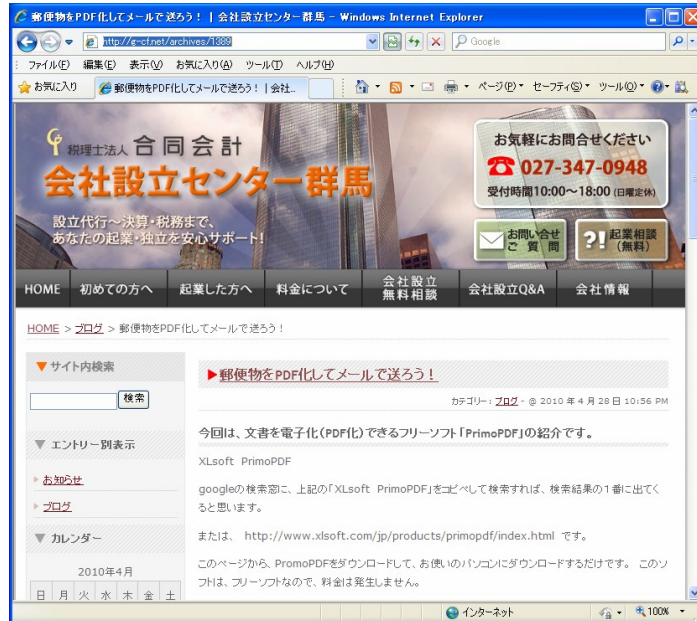 郵便物をPDF化してメールで送ろう！ | 会社設立センター群馬 - Windows Internet Explorer
http://g-cf.net/archives/1389
Google
ファイル(F) 編集(E) 表示(V) お気に入り(A) ツール(T) ヘルプ(H)
お気に入り 郵便物をPDF化してメールで送ろう！ | 会社... ページ(P) セーフティ(S) ツール(O)
税理士法人 合同会計
会社設立センター群馬
設立代行～決算・税務まで、
あなたの起業・独立を安心サポート！
お気軽にお問合せください
027-347-0948
受付時間10:00～18:00 (日曜定休)
お問い合せ
ご質問
?! 起業相談
(無料)
HOME 初めての方へ 起業した方へ 料金について 会社設立 無料相談 会社設立Q&A 会社情報
HOME > ブログ > 郵便物をPDF化してメールで送ろう！
▼サイト内検索
検索
▼ エントリー別表示
お知らせ
ブログ
▼ カレンダー
2010年4月
日 月 火 水 木 金 土
▶郵便物をPDF化してメールで送ろう！
カテゴリー: ブログ - @ 2010 年 4 月 28 日 10:56 PM
今回は、文書を電子化(PDF化)できるフリーソフト「PrimoPDF」の紹介です。
XLsoft PrimoPDF
googleの検索窓に、上記の「XLsoft PrimoPDF」をコピペして検索すれば、検索結果の1番に出てく
ると思います。
または、 http://www.xlsoft.com/jp/products/primopdf/index.html です。
このページから、PromoPDFをダウンロードして、お使いのパソコンにダウンロードするだけです。 このソ
フトは、フリーソフトなので、料金は発生しません。
インターネット 100%